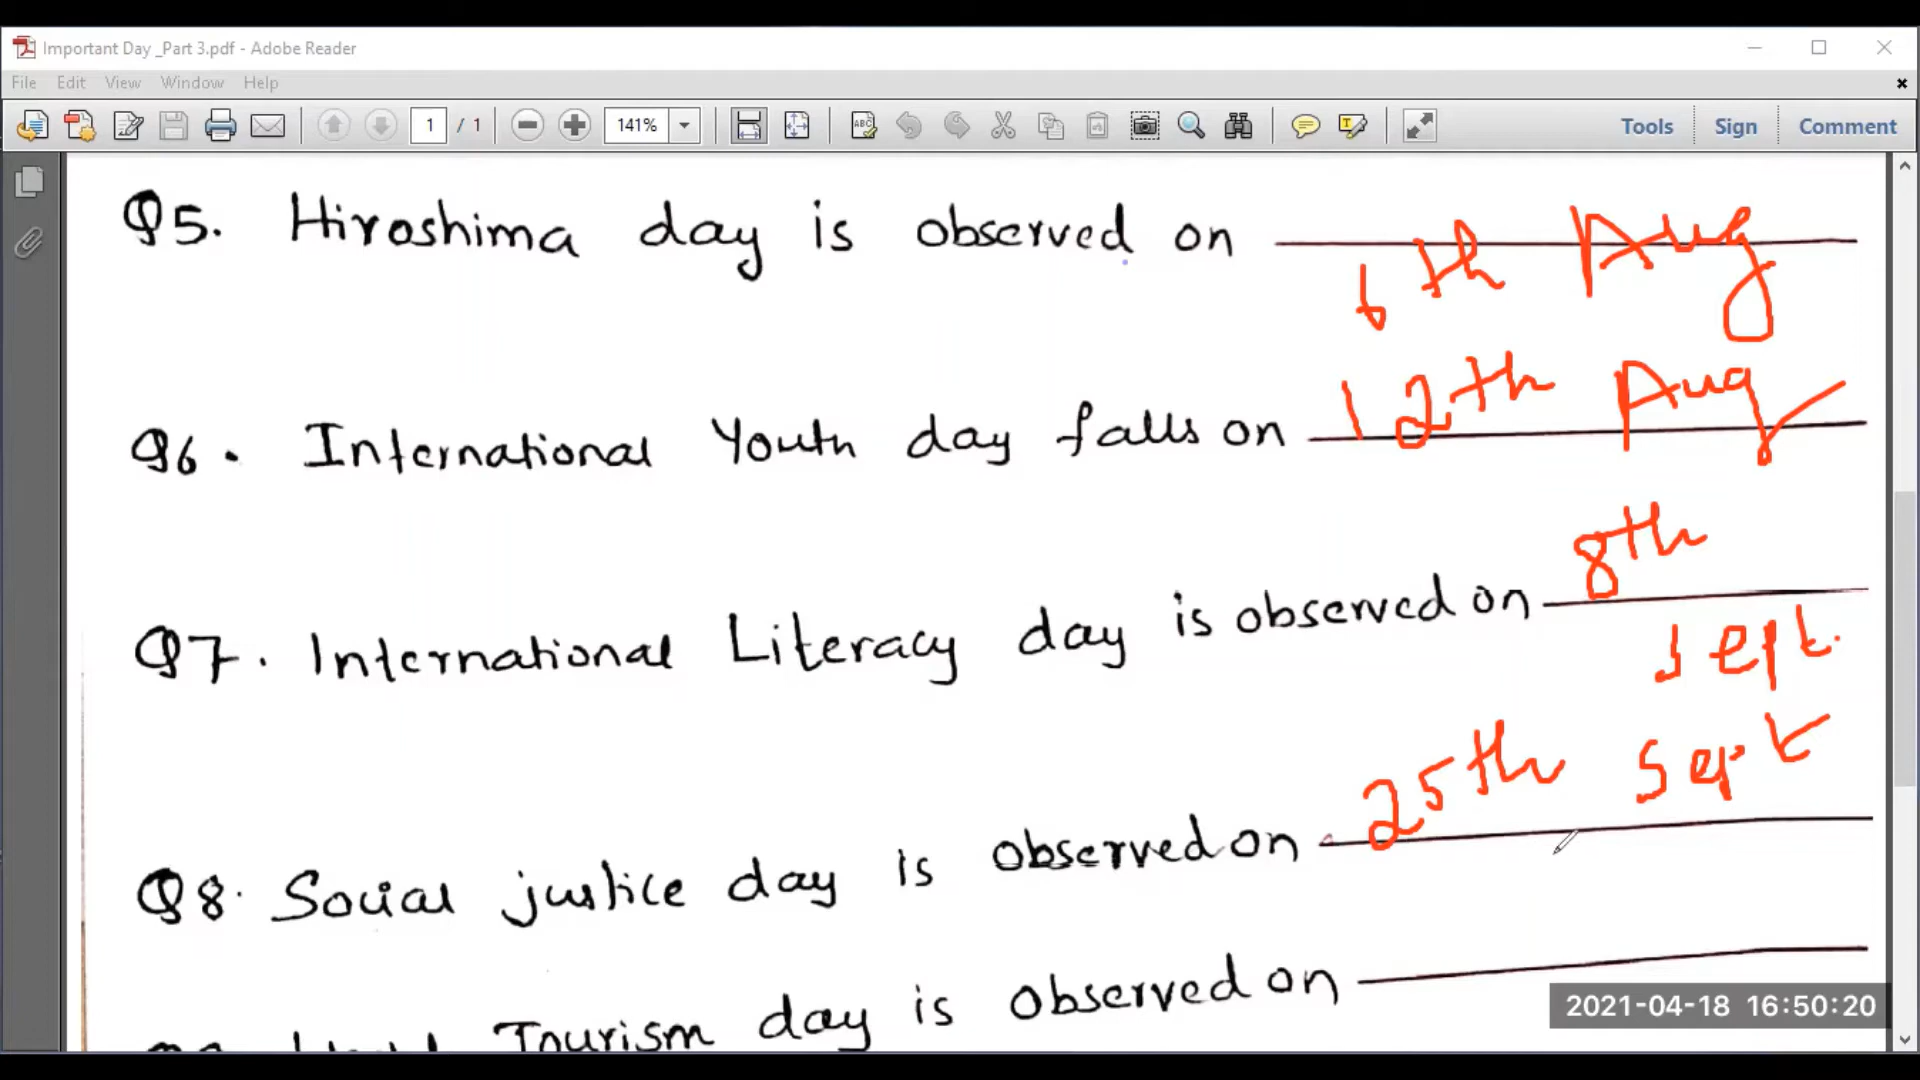 Important Day _Part 3.pdf - Adobe Reader
File Edit View Window Help
1 / 1 141% Tools Sign Comment
Q5. Hiroshima day is observed on 6th Aug
Q6. International Youth day falls on 12th Aug
Q7. International Literacy day is observed on 8th
Sept.
Q8. Social justice day is observed on 25th Sept
Tourism day is observed on
2021-04-18 16:50:20